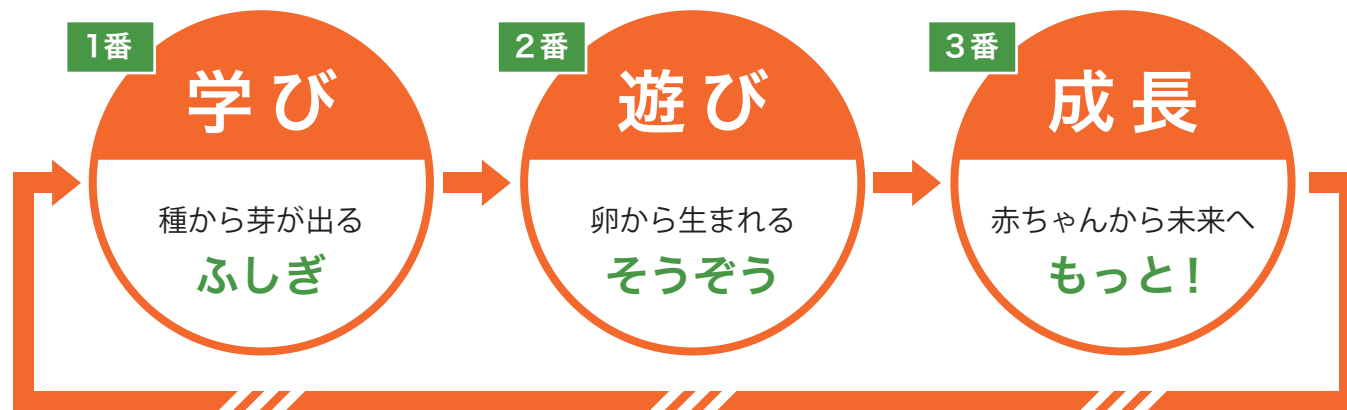 1番
学び
種から芽が出る
ふしぎ
2番
遊び
卵から生まれる
そうぞう
3番
成長
赤ちゃんから未来へ
もっと！